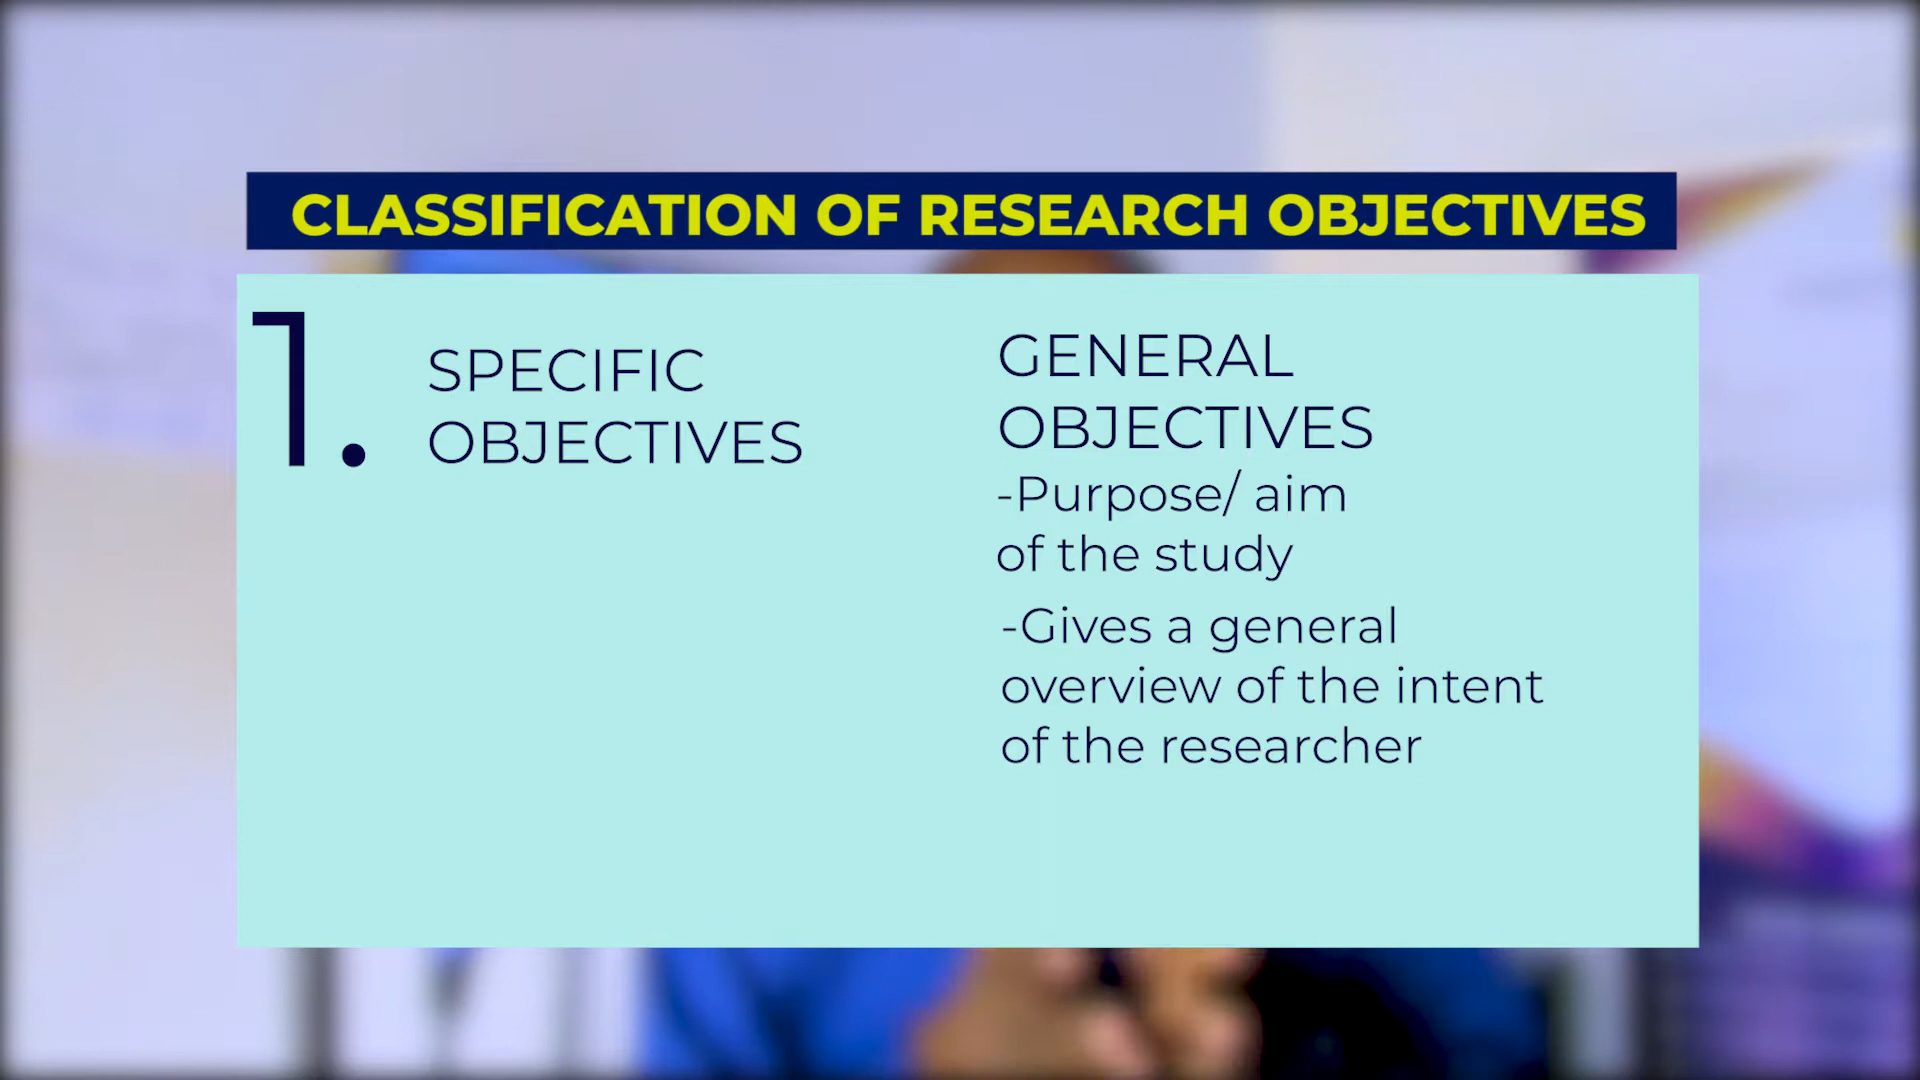 CLASSIFICATION OF RESEARCH OBJECTIVES
1.
SPECIFIC
OBJECTIVES
GENERAL
OBJECTIVES
-Purpose/ aim
of the study
-Gives a general
overview of the intent
of the researcher